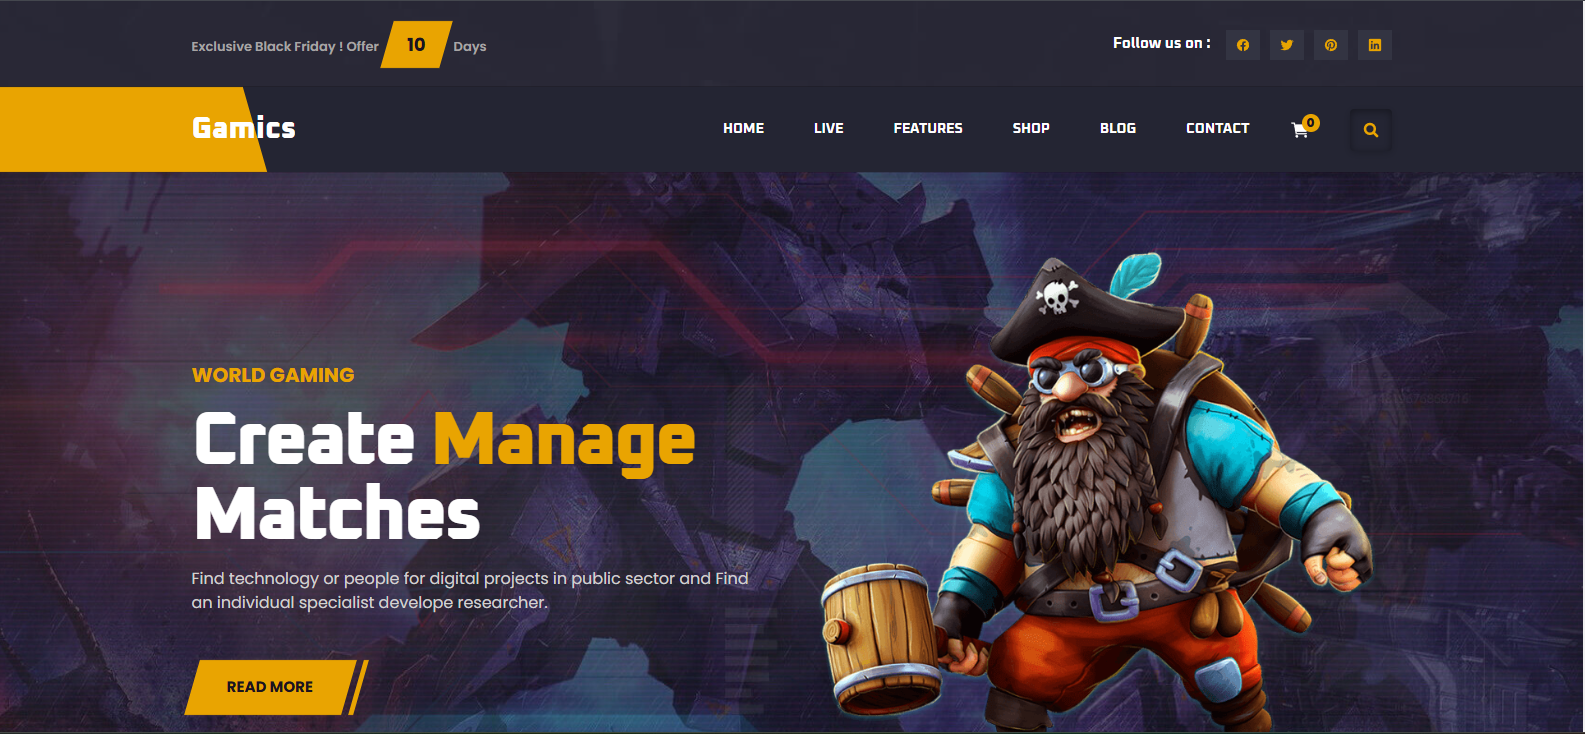 Exclusive Black Friday ! Offer 10 Days
Follow us on :
Gamics
HOME LIVE FEATURES SHOP BLOG CONTACT 0
WORLD GAMING
Create Manage
Matches
Find technology or people for digital projects in public sector and Find
an individual specialist develope researcher.
READ MORE